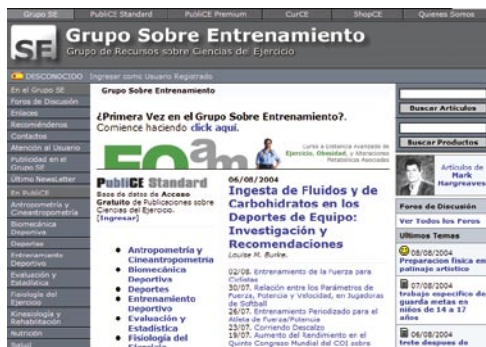 Grupo SE
PubliCE Standard
PubliCE Premium
CurCE
ShopCE
Quienes Somos
SE
Grupo Sobre Entrenamiento
Grupo de Recursos sobre Ciencias del Ejercicio
DESCONOCIDO
Ingresar como Usuario Registrado
En el Grupo SE
Foros de Discusión
Enlaces
Recomiéndenos
Contactos
Atención al Usuario
Publicidad en el
Grupo SE
Último NewsLetter
En PubliCE
Antropometría y
Cineantropometría
Biomecánica
Deportiva
Deportes
Entrenamiento
Deportivo
Evaluación y
Estadística
Fisiología del
Ejercicio
Kinesiología y
Rehabilitación
Nutrición
Salud
Grupo Sobre Entrenamiento
¿Primera Vez en el Grupo Sobre Entrenamiento?.
Comience haciendo click aquí.
Curso a Distancia Avanzado de
Ejercicio, Obesidad, y Alteraciones
Metabólicas Asociadas
PubliCE Standard
Base de datos de Acceso
Gratuito de Publicaciones sobre
Ciencias del Ejercicio.
[Ingresar]
Antropometría y
Cineantropometría
Biomecánica
Deportiva
Deportes
Entrenamiento
Deportivo
Evaluación y
Estadística
Fisiología del
Ejercicio
06/08/2004
Ingesta de Fluidos y de
Carbohidratos en los
Deportes de Equipo:
Investigación y
Recomendaciones
Louise M. Burke.
02/08. Entrenamiento de la Fuerza para
Ciclistas
30/07. Relación entre los Parámetros de
Fuerza, Potencia y Velocidad, en Jugadoras
de Softball
26/07. Entrenamiento Periodizado para el
Atleta de Fuerza/Potencia
23/07. Corriendo Descalzo
19/07. Aumento del Rendimiento en el
Quinto Congreso Mundial del COI sobre
Buscar Artículos
Buscar Productos
Artículos de
Mark
Hargreaves
Foros de Discusión
Ver Todos los Foros
Ultimos Temas
08/08/2004
Preparacion fisica en
patinaje artistico
07/08/2004
trabajo especifico de
guarda metas en
niños de 14 a 17
años
06/08/2004
trote despues de